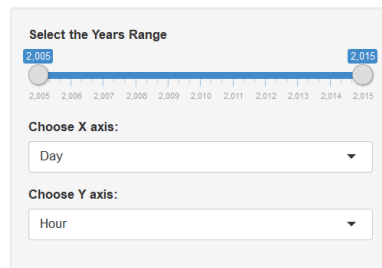 Select the Years Range
2,005 2,015
2,005 2,006 2,007 2,008 2,009 2,010 2,011 2,012 2,013 2,014 2,015
Choose X axis:
Day
Choose Y axis:
Hour